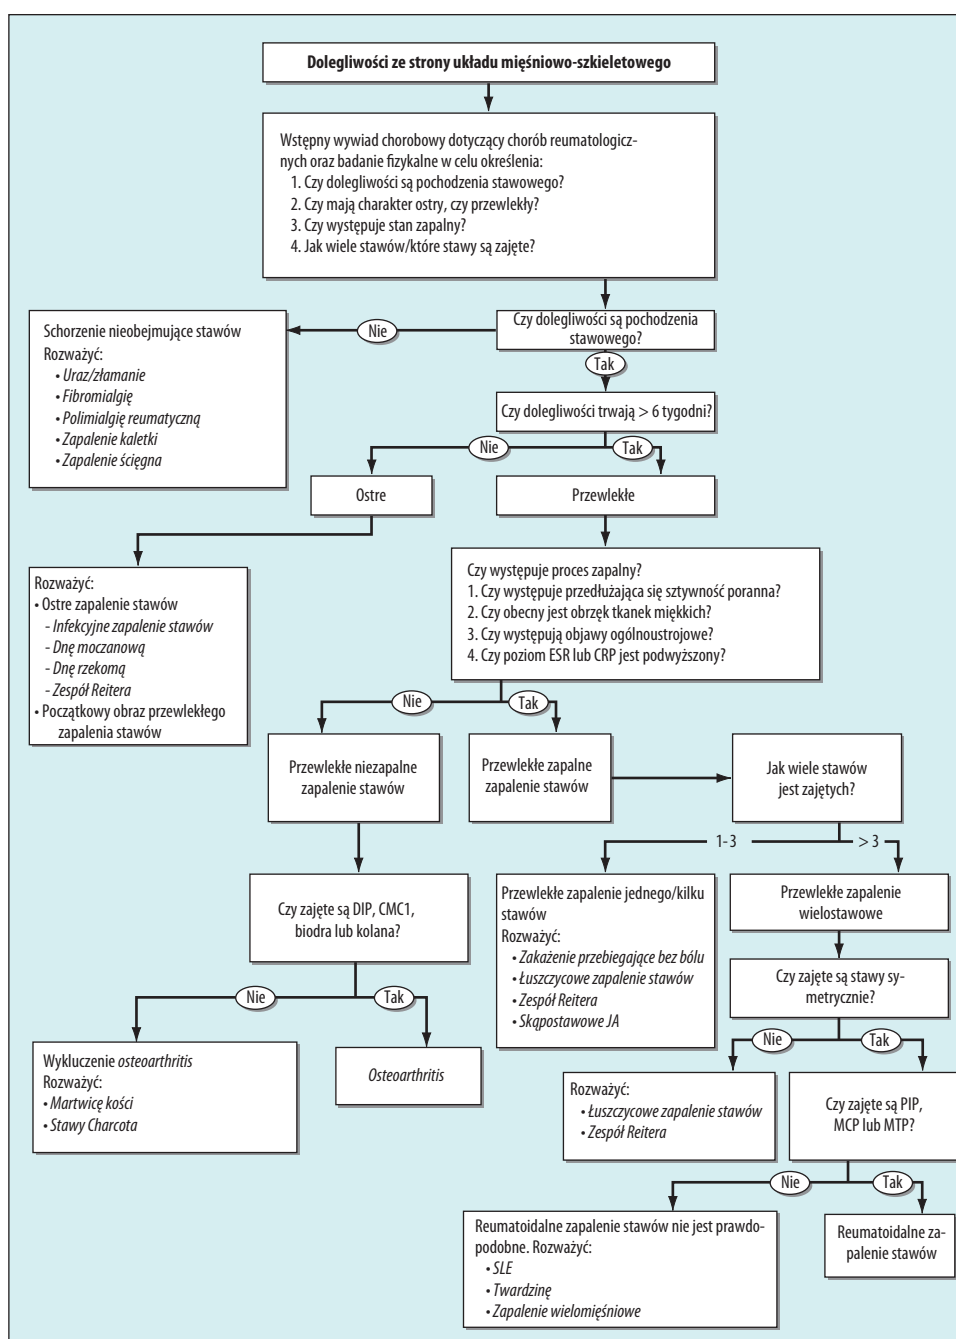 Dolegliwości ze strony układu mięśniowo-szkieletowego
Wstępny wywiad chorobowy dotyczący chorób reumatologicz-
nych oraz badanie fizykalne w celu określenia:
1. Czy dolegliwości są pochodzenia stawowego?
2. Czy mają charakter ostry, czy przewlekły?
3. Czy występuje stan zapalny?
4. Jak wiele stawów/które stawy są zajęte?
Czy dolegliwości są pochodzenia
stawowego?
Nie
Schorzenie nieobejmujące stawów
Rozważyć:
• Uraz/złamanie
• Fibromialgię
• Polimialgię reumatyczną
• Zapalenie kaletki
• Zapalenie ścięgna
Tak
Czy dolegliwości trwają > 6 tygodni?
Nie
Tak
Ostre
Przewlekłe
Rozważyć:
• Ostre zapalenie stawów
- Infekcyjne zapalenie stawów
- Dnę moczanową
- Dnę rzekomą
- Zespół Reitera
• Początkowy obraz przewlekłego
zapalenia stawów
Czy występuje proces zapalny?
1. Czy występuje przedłużająca się sztywność poranna?
2. Czy obecny jest obrzęk tkanek miękkich?
3. Czy występują objawy ogólnoustrojowe?
4. Czy poziom ESR lub CRP jest podwyższony?
Nie
Tak
Przewlekłe niezapalne
zapalenie stawów
Przewlekłe zapalne
zapalenie stawów
Jak wiele stawów
jest zajętych?
1- 3
> 3
Czy zajęte są DIP, CMC1,
biodra lub kolana?
Przewlekłe zapalenie jednego/kilku
stawów
Rozważyć:
• Zakażenie przebiegające bez bólu
• Łuszczycowe zapalenie stawów
• Zespół Reitera
• Skąpostawowe JA
Przewlekłe zapalenie
wielostawowe
Czy zajęte są stawy sy-
metrycznie?
Nie
Tak
Nie
Tak
Wykluczenie osteoarthritis
Rozważyć:
• Martwicę kości
• Stawy Charcota
Osteoarthritis
Rozważyć:
• Łuszczycowe zapalenie stawów
• Zespół Reitera
Czy zajęte są PIP,
MCP lub MTP?
Nie
Tak
Reumatoidalne zapalenie stawów nie jest prawdo-
podobne. Rozważyć:
• SLE
• Twardzinę
• Zapalenie wielomięśniowe
Reumatoidalne za-
palenie stawów